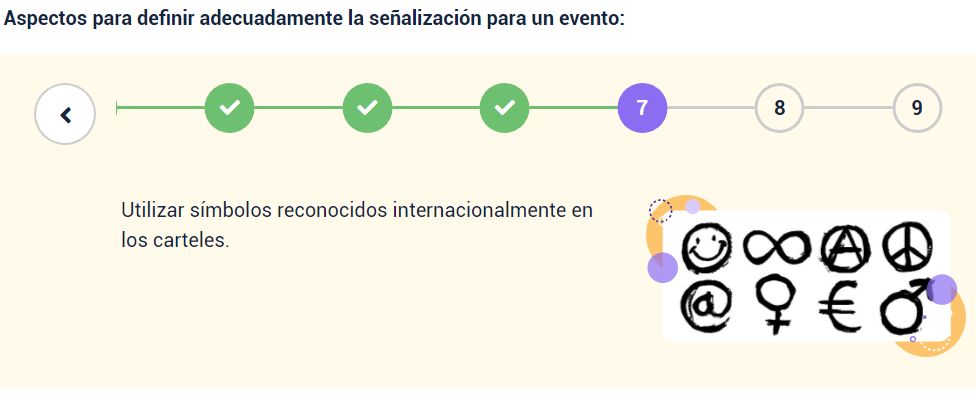 Aspectos para definir adecuadamente la señalización para un evento:
7 8 9
Utilizar símbolos reconocidos internacionalmente en
los carteles.
@ €